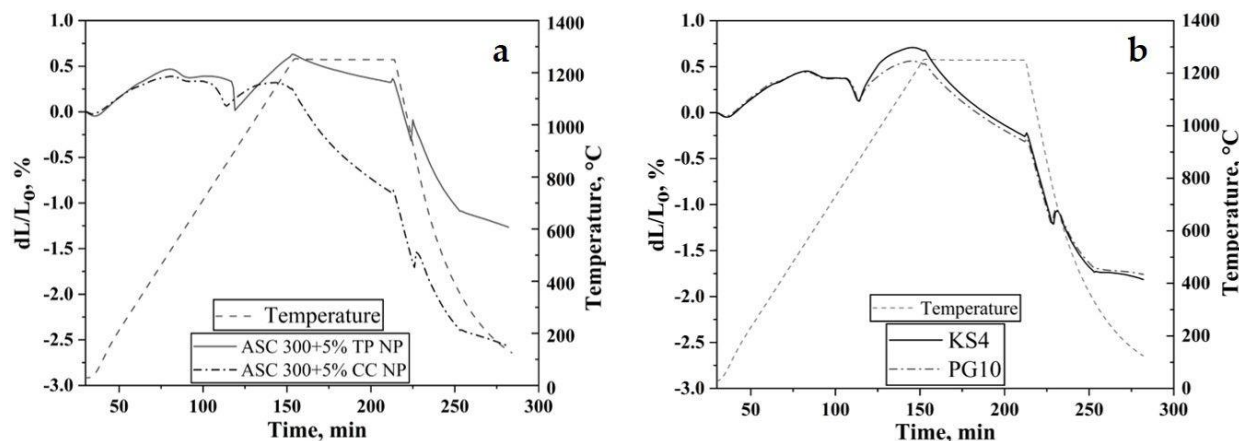 a
1.0
0.5
0.0
-0.5
-1.0
-1.5
-2.0
-2.5
-3.0
dL/L₀, %
1400
1200
1000
800
600
400
200
0
Temperature, °C
Temperature
ASC 300+5% TP NP
ASC 300+5% CC NP
50 100 150 200 250 300
Time, min
b
1.0
0.5
0.0
-0.5
-1.0
-1.5
-2.0
-2.5
-3.0
dL/L₀, %
1400
1200
1000
800
600
400
200
0
Temperature, °C
Temperature
KS4
PG10
50 100 150 200 250 300
Time, min